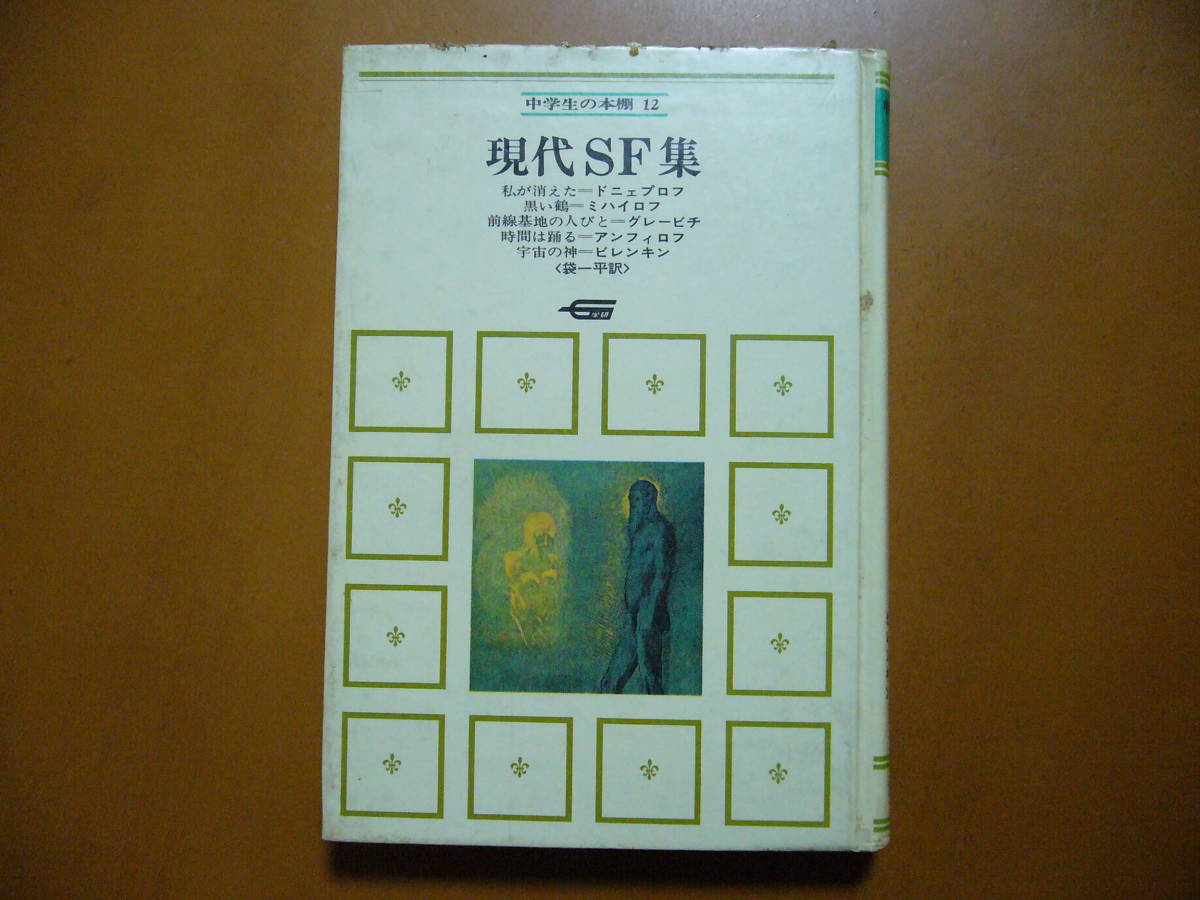 中学生の本棚 12
現代SF集
私が消えた＝ドニェプロフ
黒い鶴＝ミハイロフ
前線基地の人びと＝グレービチ
時間は踊る＝アンフィロフ
宇宙の神＝ビレンキン
〈袋一平訳〉
学研